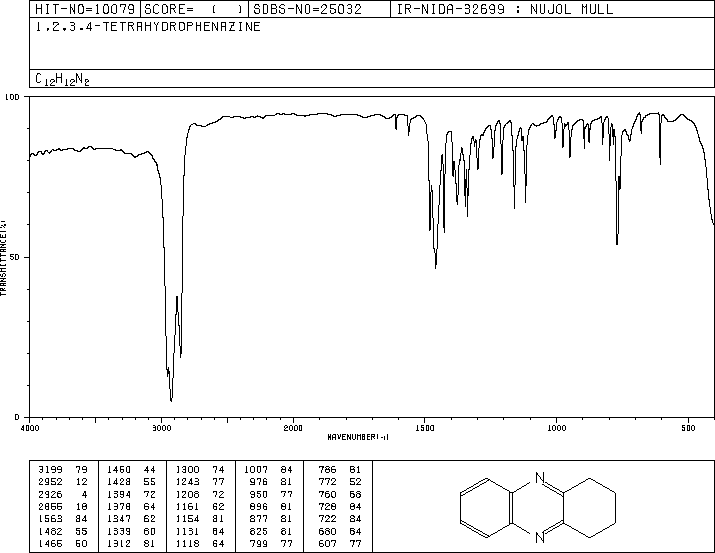 HIT-NO=10079 SCORE= ( ) SDBS-NO=25032 IR-NIDA-32699 : NUJOL MULL
1,2,3,4-TETRAHYDROPHENAZINE
C12H12N2
100
50
0
TRANSMITTANCE(%)
4000 3000 2000 1500 1000 500
WAVENUMBER(-1)
3199 79 1460 44 1300 74 1007 84 786 81
2952 12 1428 55 1243 77 976 81 772 52
2926 4 1394 72 1208 72 950 77 760 68
2855 18 1378 64 1161 62 896 81 728 84
1563 84 1347 62 1154 81 877 81 722 84
1482 55 1339 60 1131 84 825 81 680 84
1466 60 1312 81 1118 64 799 77 607 77
N
N